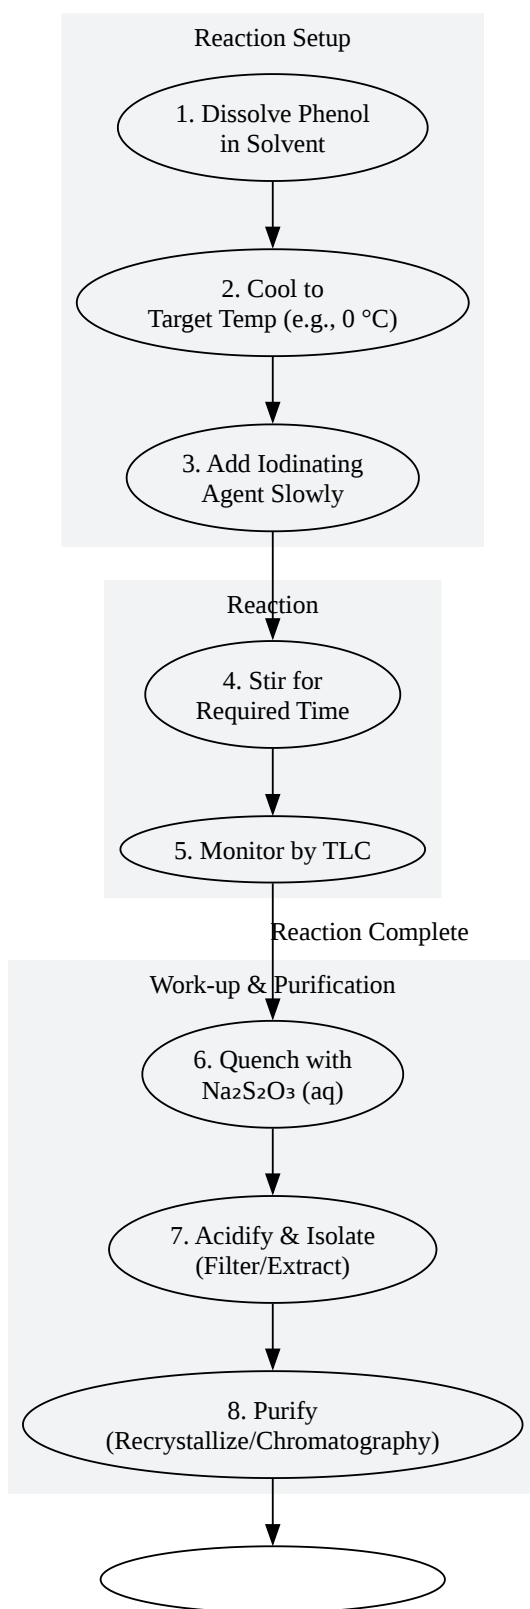 Reaction Setup
1. Dissolve Phenol
in Solvent
2. Cool to
Target Temp (e.g., 0 °C)
3. Add Iodinating
Agent Slowly
Reaction
4. Stir for
Required Time
5. Monitor by TLC
Reaction Complete
Work-up & Purification
6. Quench with
Na₂S₂O₃ (aq)
7. Acidify & Isolate
(Filter/Extract)
8. Purify
(Recrystallize/Chromatography)